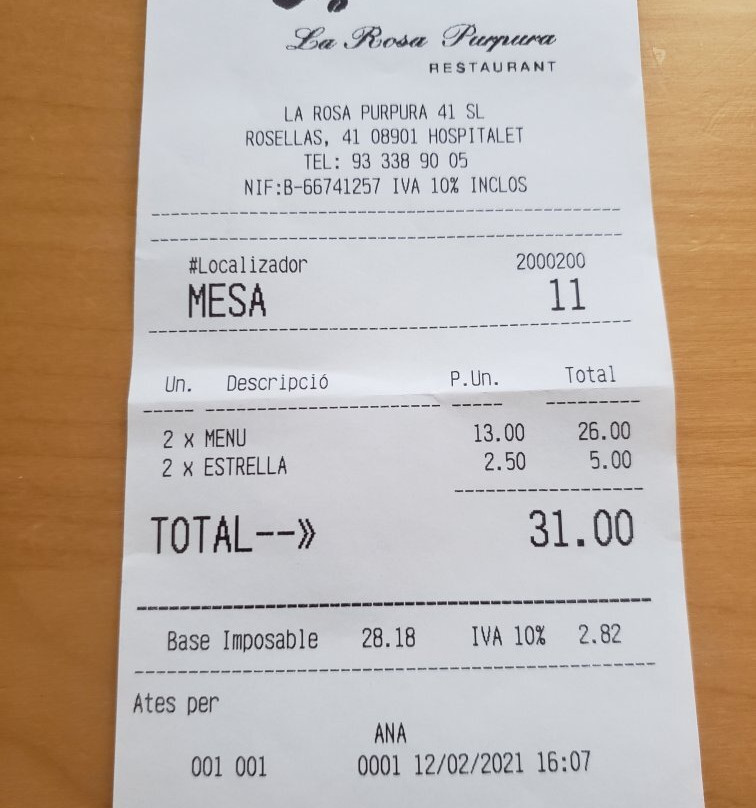 La Rosa Purpura
RESTAURANT
LA ROSA PURPURA 41 SL
ROSELLAS, 41 08901 HOSPITALET
TEL: 93 338 90 05
NIF:B-66741257 IVA 10% INCLOS
#Localizador 2000200
MESA 11
Un. Descripció P.Un. Total
2 x MENU 13.00 26.00
2 x ESTRELLA 2.50 5.00
TOTAL--» 31.00
Base Imposable 28.18 IVA 10% 2.82
Ates per
ANA
001 001 0001 12/02/2021 16:07